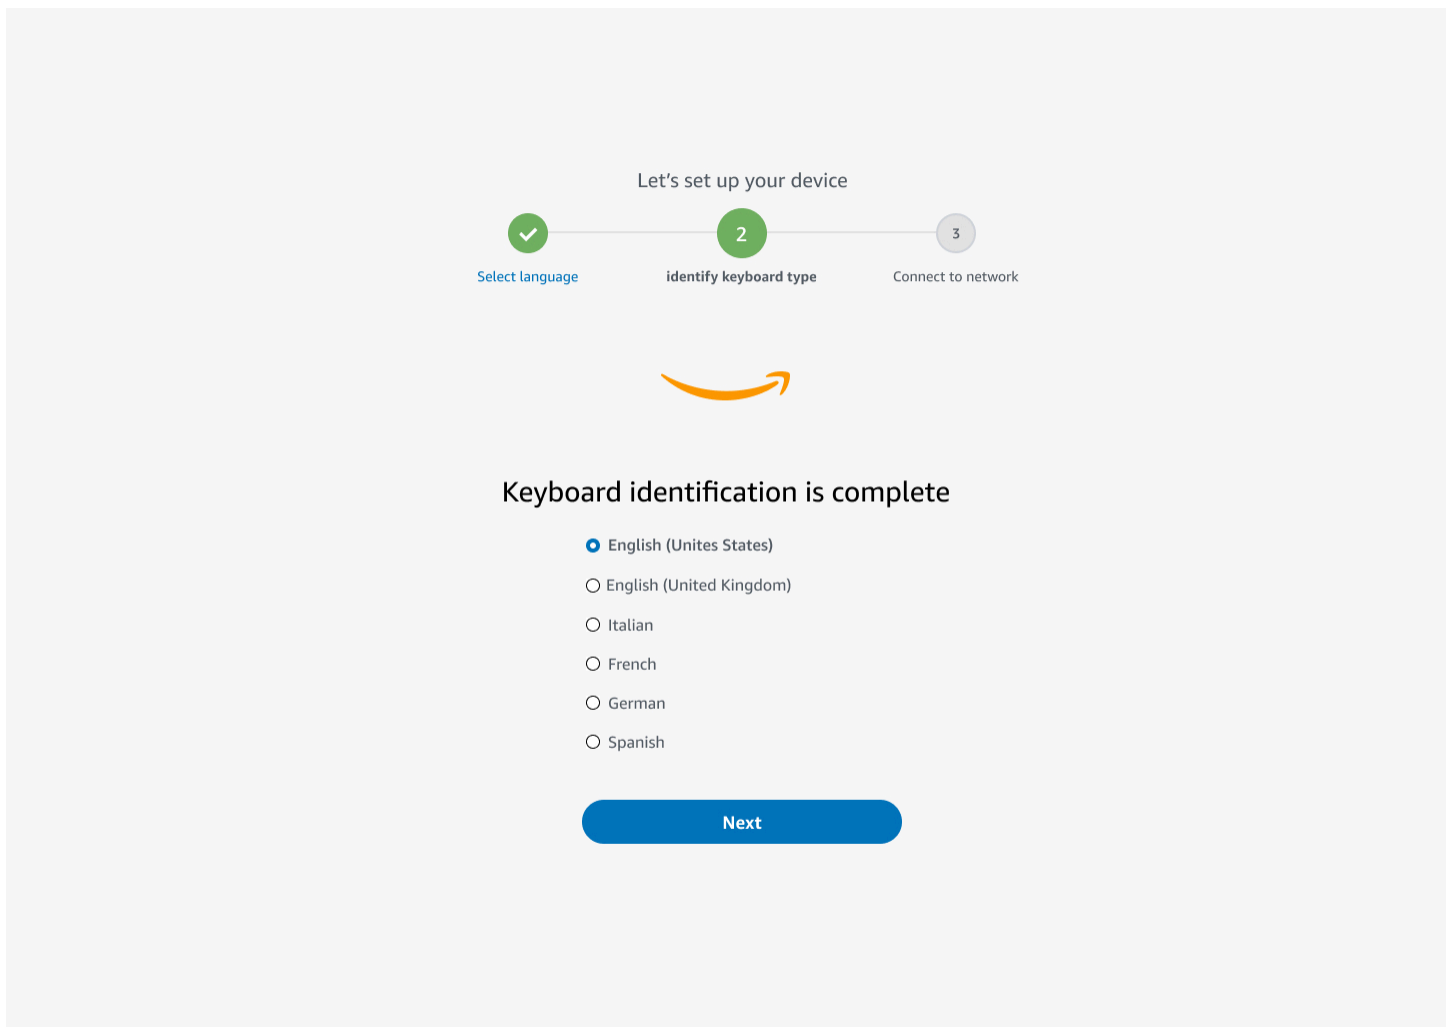 Let's set up your device
2
3
Select language
identify keyboard type
Connect to network
Keyboard identification is complete
English (Unites States)
English (United Kingdom)
Italian
French
German
Spanish
Next